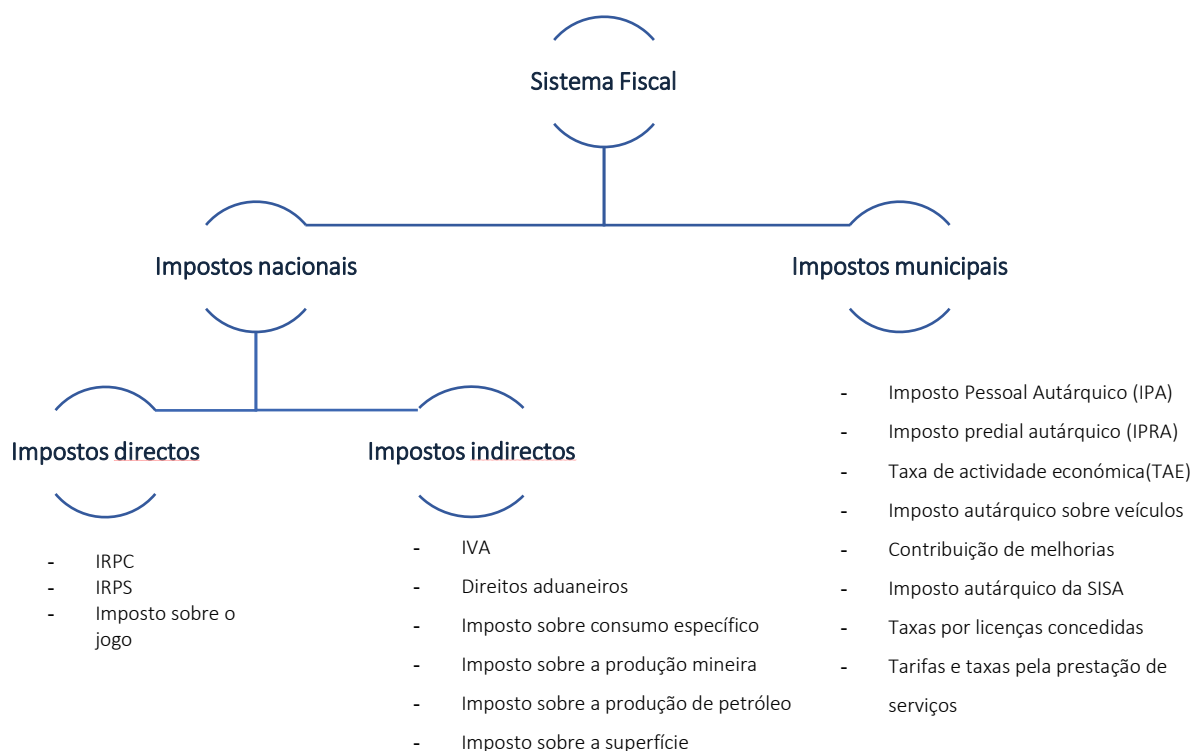 Sistema Fiscal
Impostos nacionais
Impostos municipais
Impostos directos
Impostos indirectos
- IRPC
- IRPS
- Imposto sobre o
jogo
- IVA
- Direitos aduaneiros
- Imposto sobre consumo específico
- Imposto sobre a produção mineira
- Imposto sobre a produção de petróleo
- Imposto sobre a superfície
- Imposto Pessoal Autárquico (IPA)
- Imposto predial autárquico (IPRA)
- Taxa de actividade económica(TAE)
- Imposto autárquico sobre veículos
- Contribuição de melhorias
- Imposto autárquico da SISA
- Taxas por licenças concedidas
- Tarifas e taxas pela prestação de
serviços